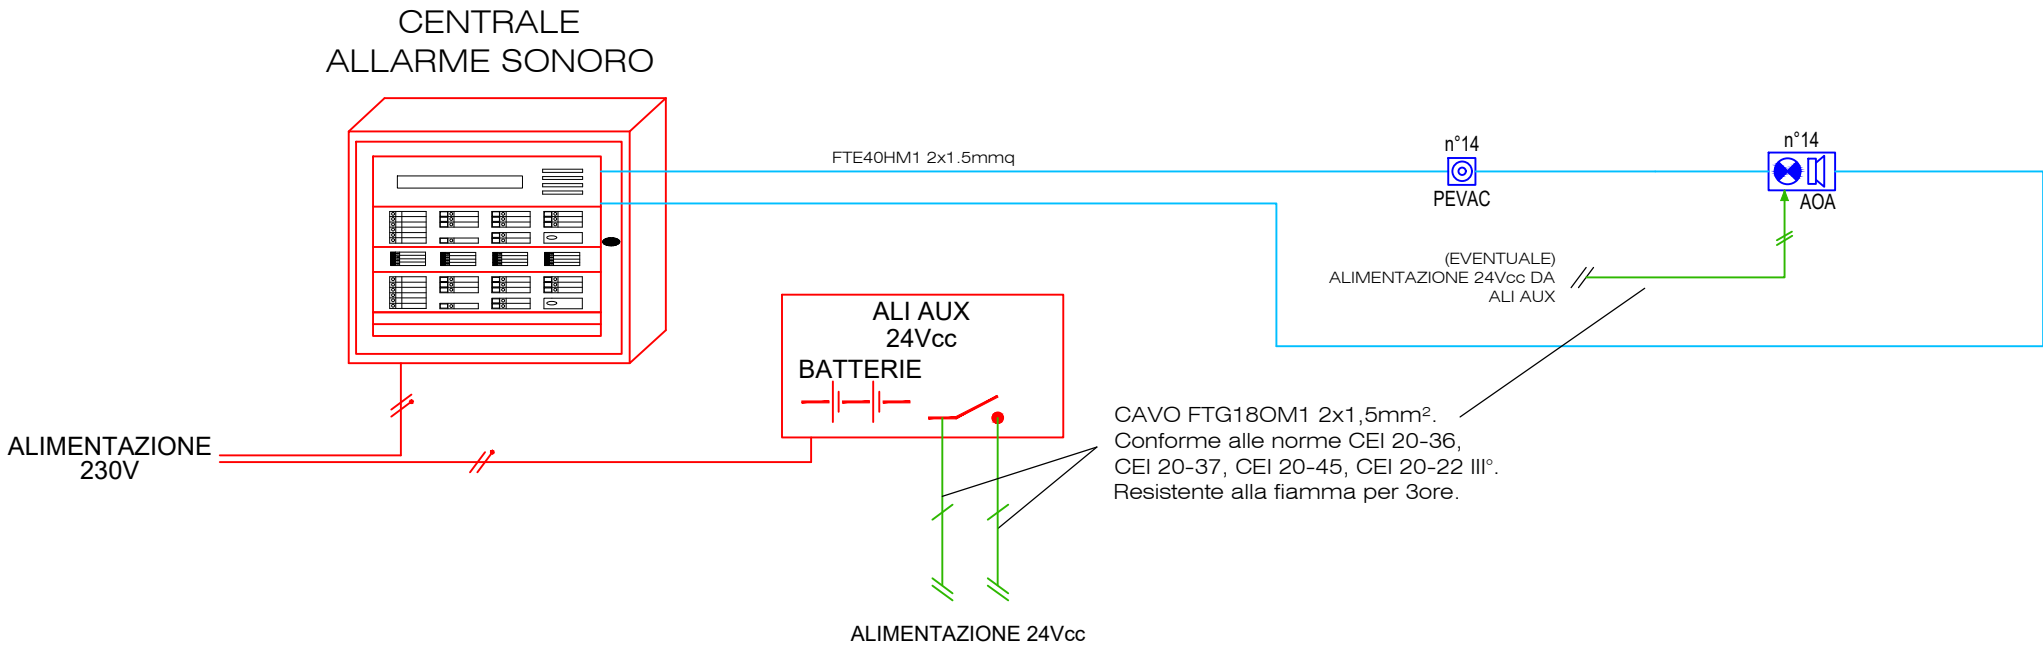 CENTRALE
ALLARME SONORO
FTE40HM1 2x1.5mmq
n°14
PEVAC
n°14
AOA
(EVENTUALE)
ALIMENTAZIONE 24Vcc DA
ALI AUX
ALI AUX
24Vcc
BATTERIE
ALIMENTAZIONE
230V
CAVO FTG18OM1 2x1,5mm².
Conforme alle norme CEI 20-36,
CEI 20-37, CEI 20-45, CEI 20-22 III°.
Resistente alla fiamma per 3ore.
ALIMENTAZIONE 24Vcc